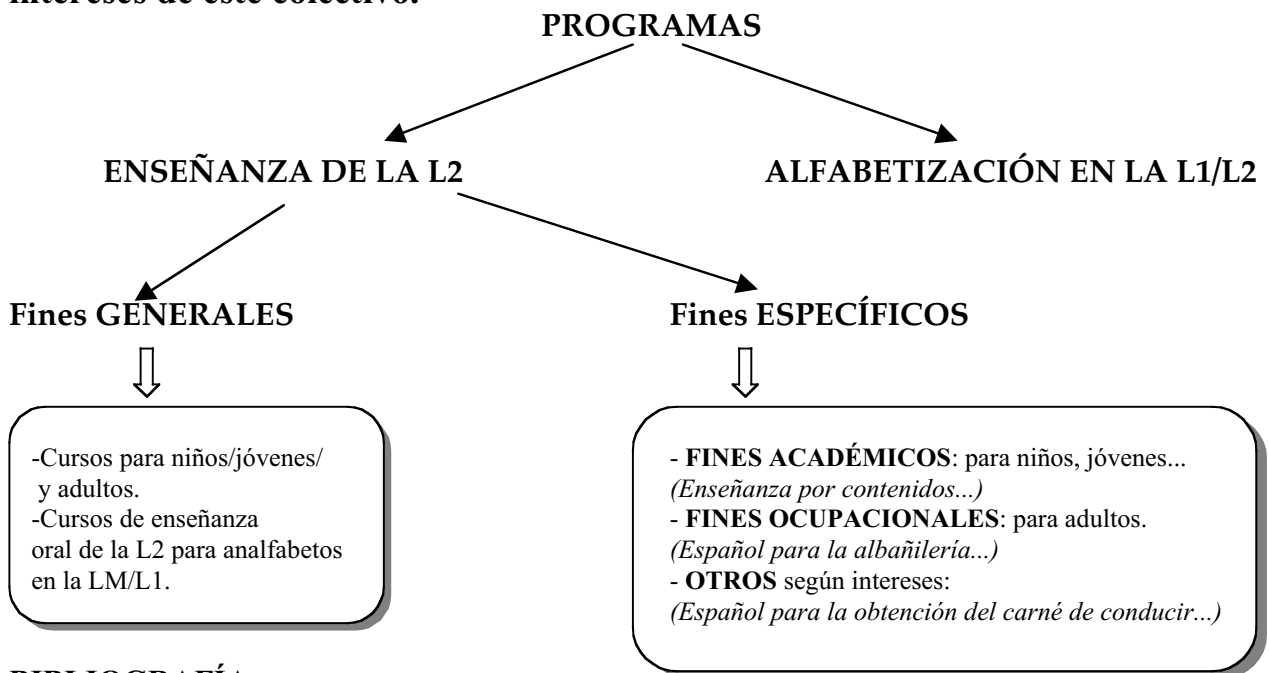 intereses de este colectivo.
PROGRAMAS
ENSEÑANZA DE LA L2
ALFABETIZACIÓN EN LA L1/L2
Fines GENERALES
Fines ESPECÍFICOS
-Cursos para niños/jóvenes/
y adultos.
-Cursos de enseñanza
oral de la L2 para analfabetos
en la LM/L1.
- FINES ACADÉMICOS: para niños, jóvenes...
(Enseñanza por contenidos...)
- FINES OCUPACIONALES: para adultos.
(Español para la albañilería...)
- OTROS según intereses:
(Español para la obtención del carné de conducir...)
BIBLIOGRAFÍA